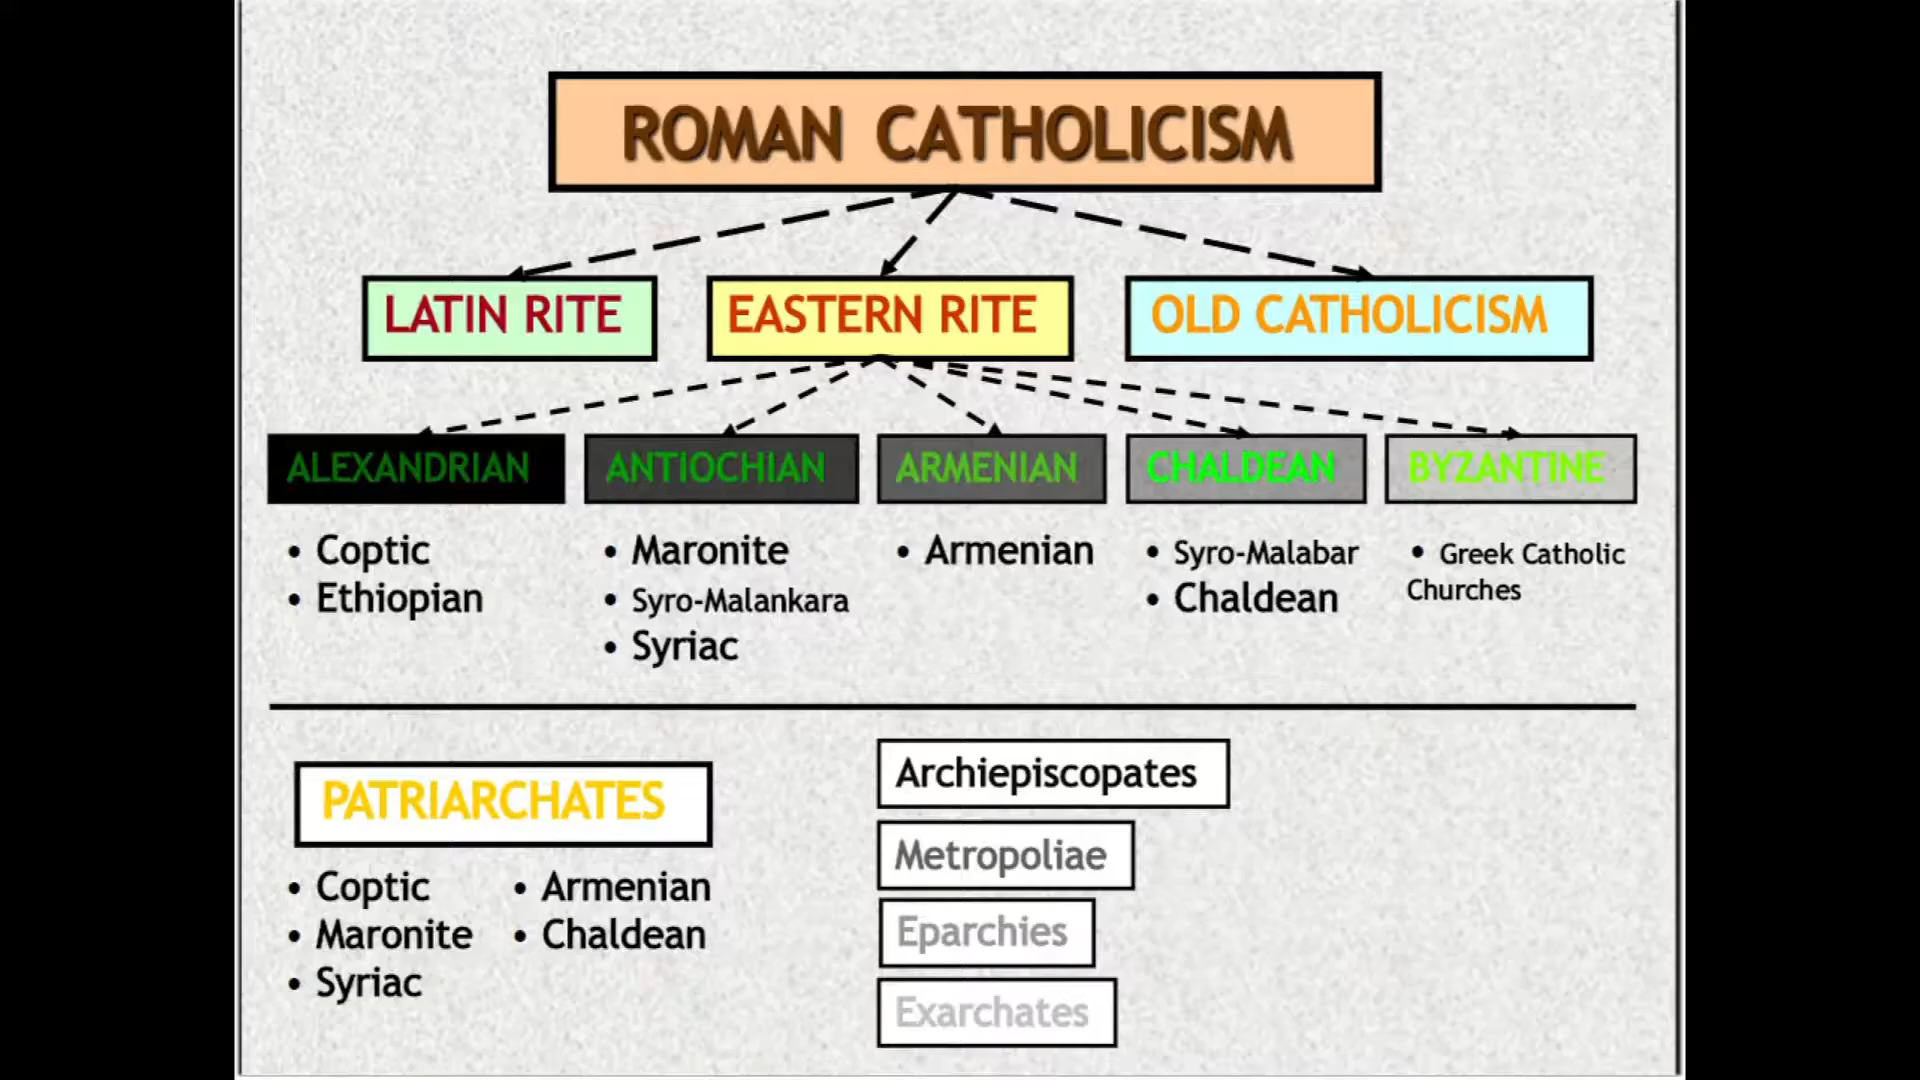 ROMAN CATHOLICISM
LATIN RITE
EASTERN RITE
OLD CATHOLICISM
ALEXANDRIAN
ANTIOCHIAN
ARMENIAN
CHALDEAN
BYZANTINE
• Coptic
• Ethiopian
• Maronite
• Syro-Malankara
• Syriac
• Armenian
• Syro-Malabar
• Chaldean
• Greek Catholic
Churches
PATRIARCHATES
• Coptic
• Maronite
• Syriac
• Armenian
• Chaldean
Archiepiscopates
Metropoliae
Eparchies
Exarchates